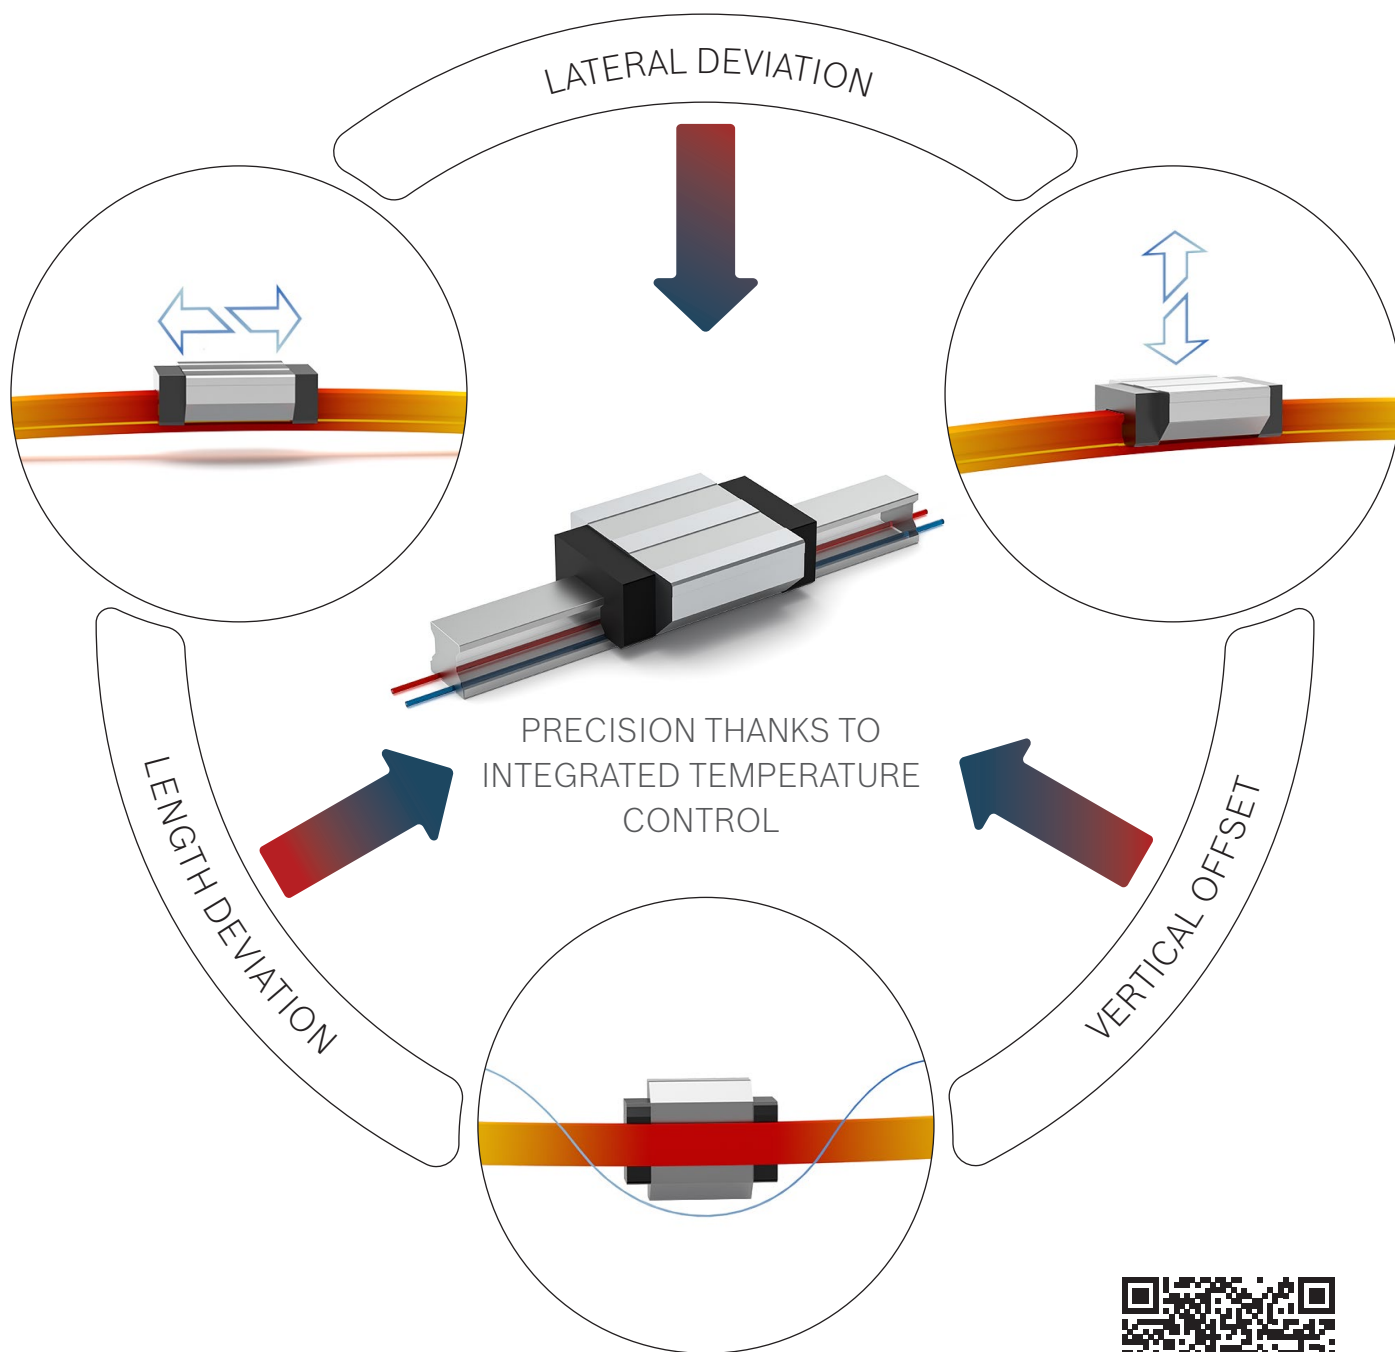 LATERAL DEVIATION
PRECISION THANKS TO
INTEGRATED TEMPERATURE
CONTROL
LENGTH DEVIATION
VERTICAL OFFSET